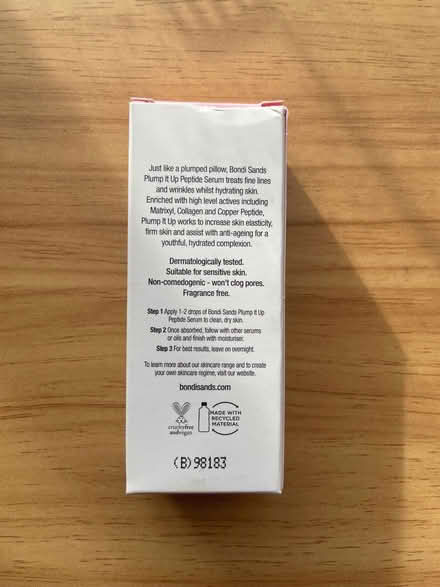 Just like a plumped pillow, Bondi Sands
Plump It Up Peptide Serum treats fine lines
and wrinkles whilst hydrating skin.
Enriched with high level actives including
Matrixyl, Collagen and Copper Peptide,
Plump It Up works to increase skin elasticity,
firm skin and assist with anti-ageing for a
youthful, hydrated complexion.
Dermatologically tested.
Suitable for sensitive skin.
Non-comedogenic - won't clog pores.
Fragrance free.
Step 1 Apply 1-2 drops of Bondi Sands Plump It Up
Peptide Serum to clean, dry skin.
Step 2 Once absorbed, follow with other serums
or oils and finish with moisturiser.
Step 3 For best results, leave on overnight.
To learn more about our skincare range and to create
your own skincare regime, visit our website.
bondisands.com
crueltyfree
andvegan
MADE WITH
RECYCLED
MATERIAL
(B)98183